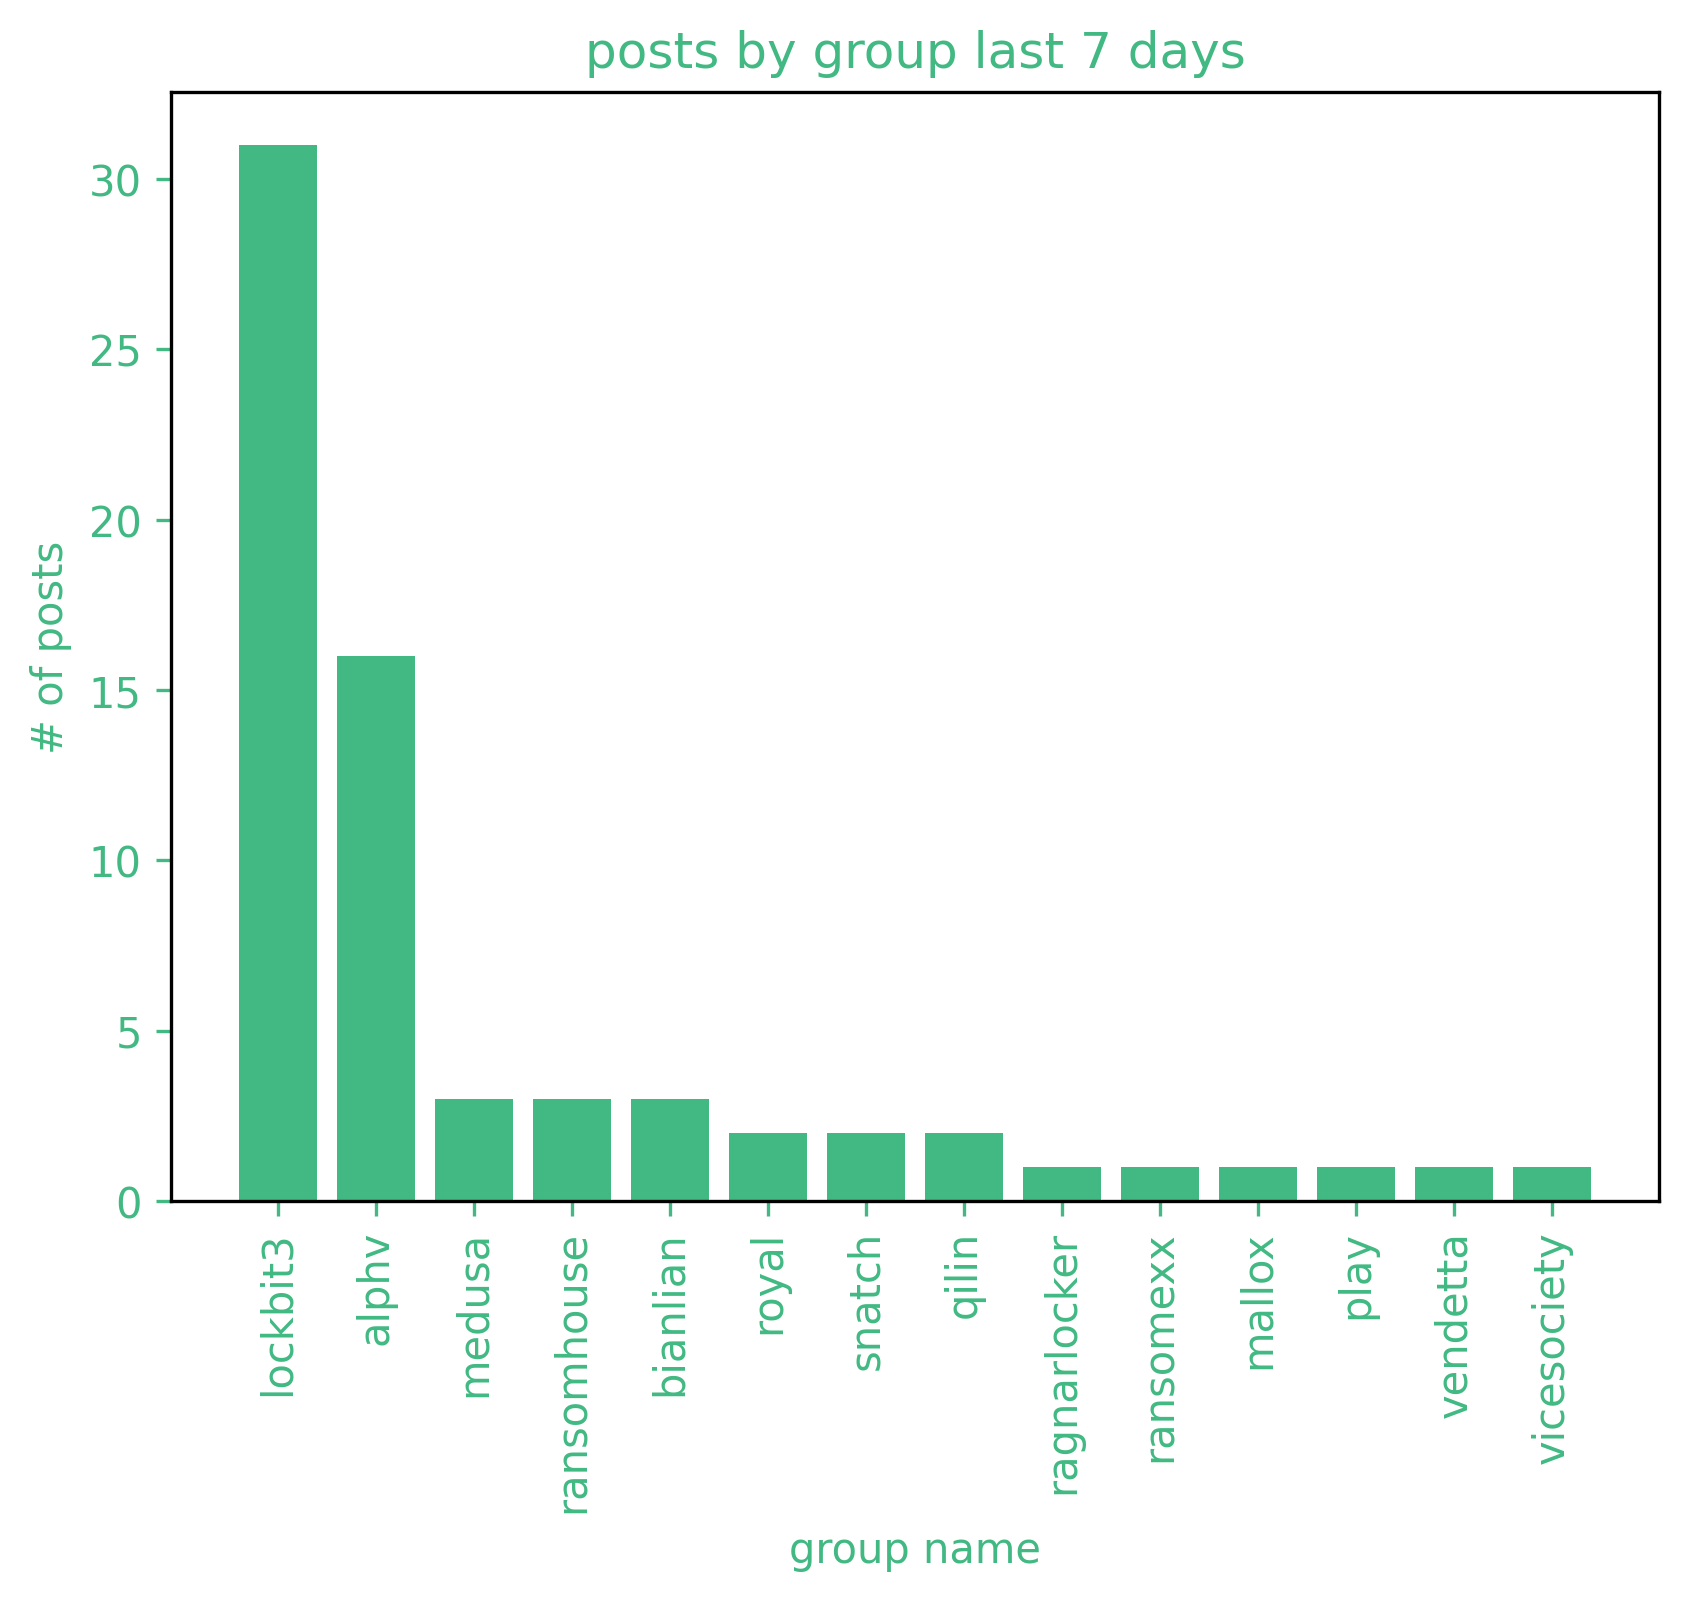 posts by group last 7 days
# of posts
30
25
20
15
10
5
0
lockbit3
alphv
medusa
ransomhouse
bianlian
royal
snatch
qilin
ragnarlocker
ransomexx
mallox
play
vendetta
vicesociety
group name